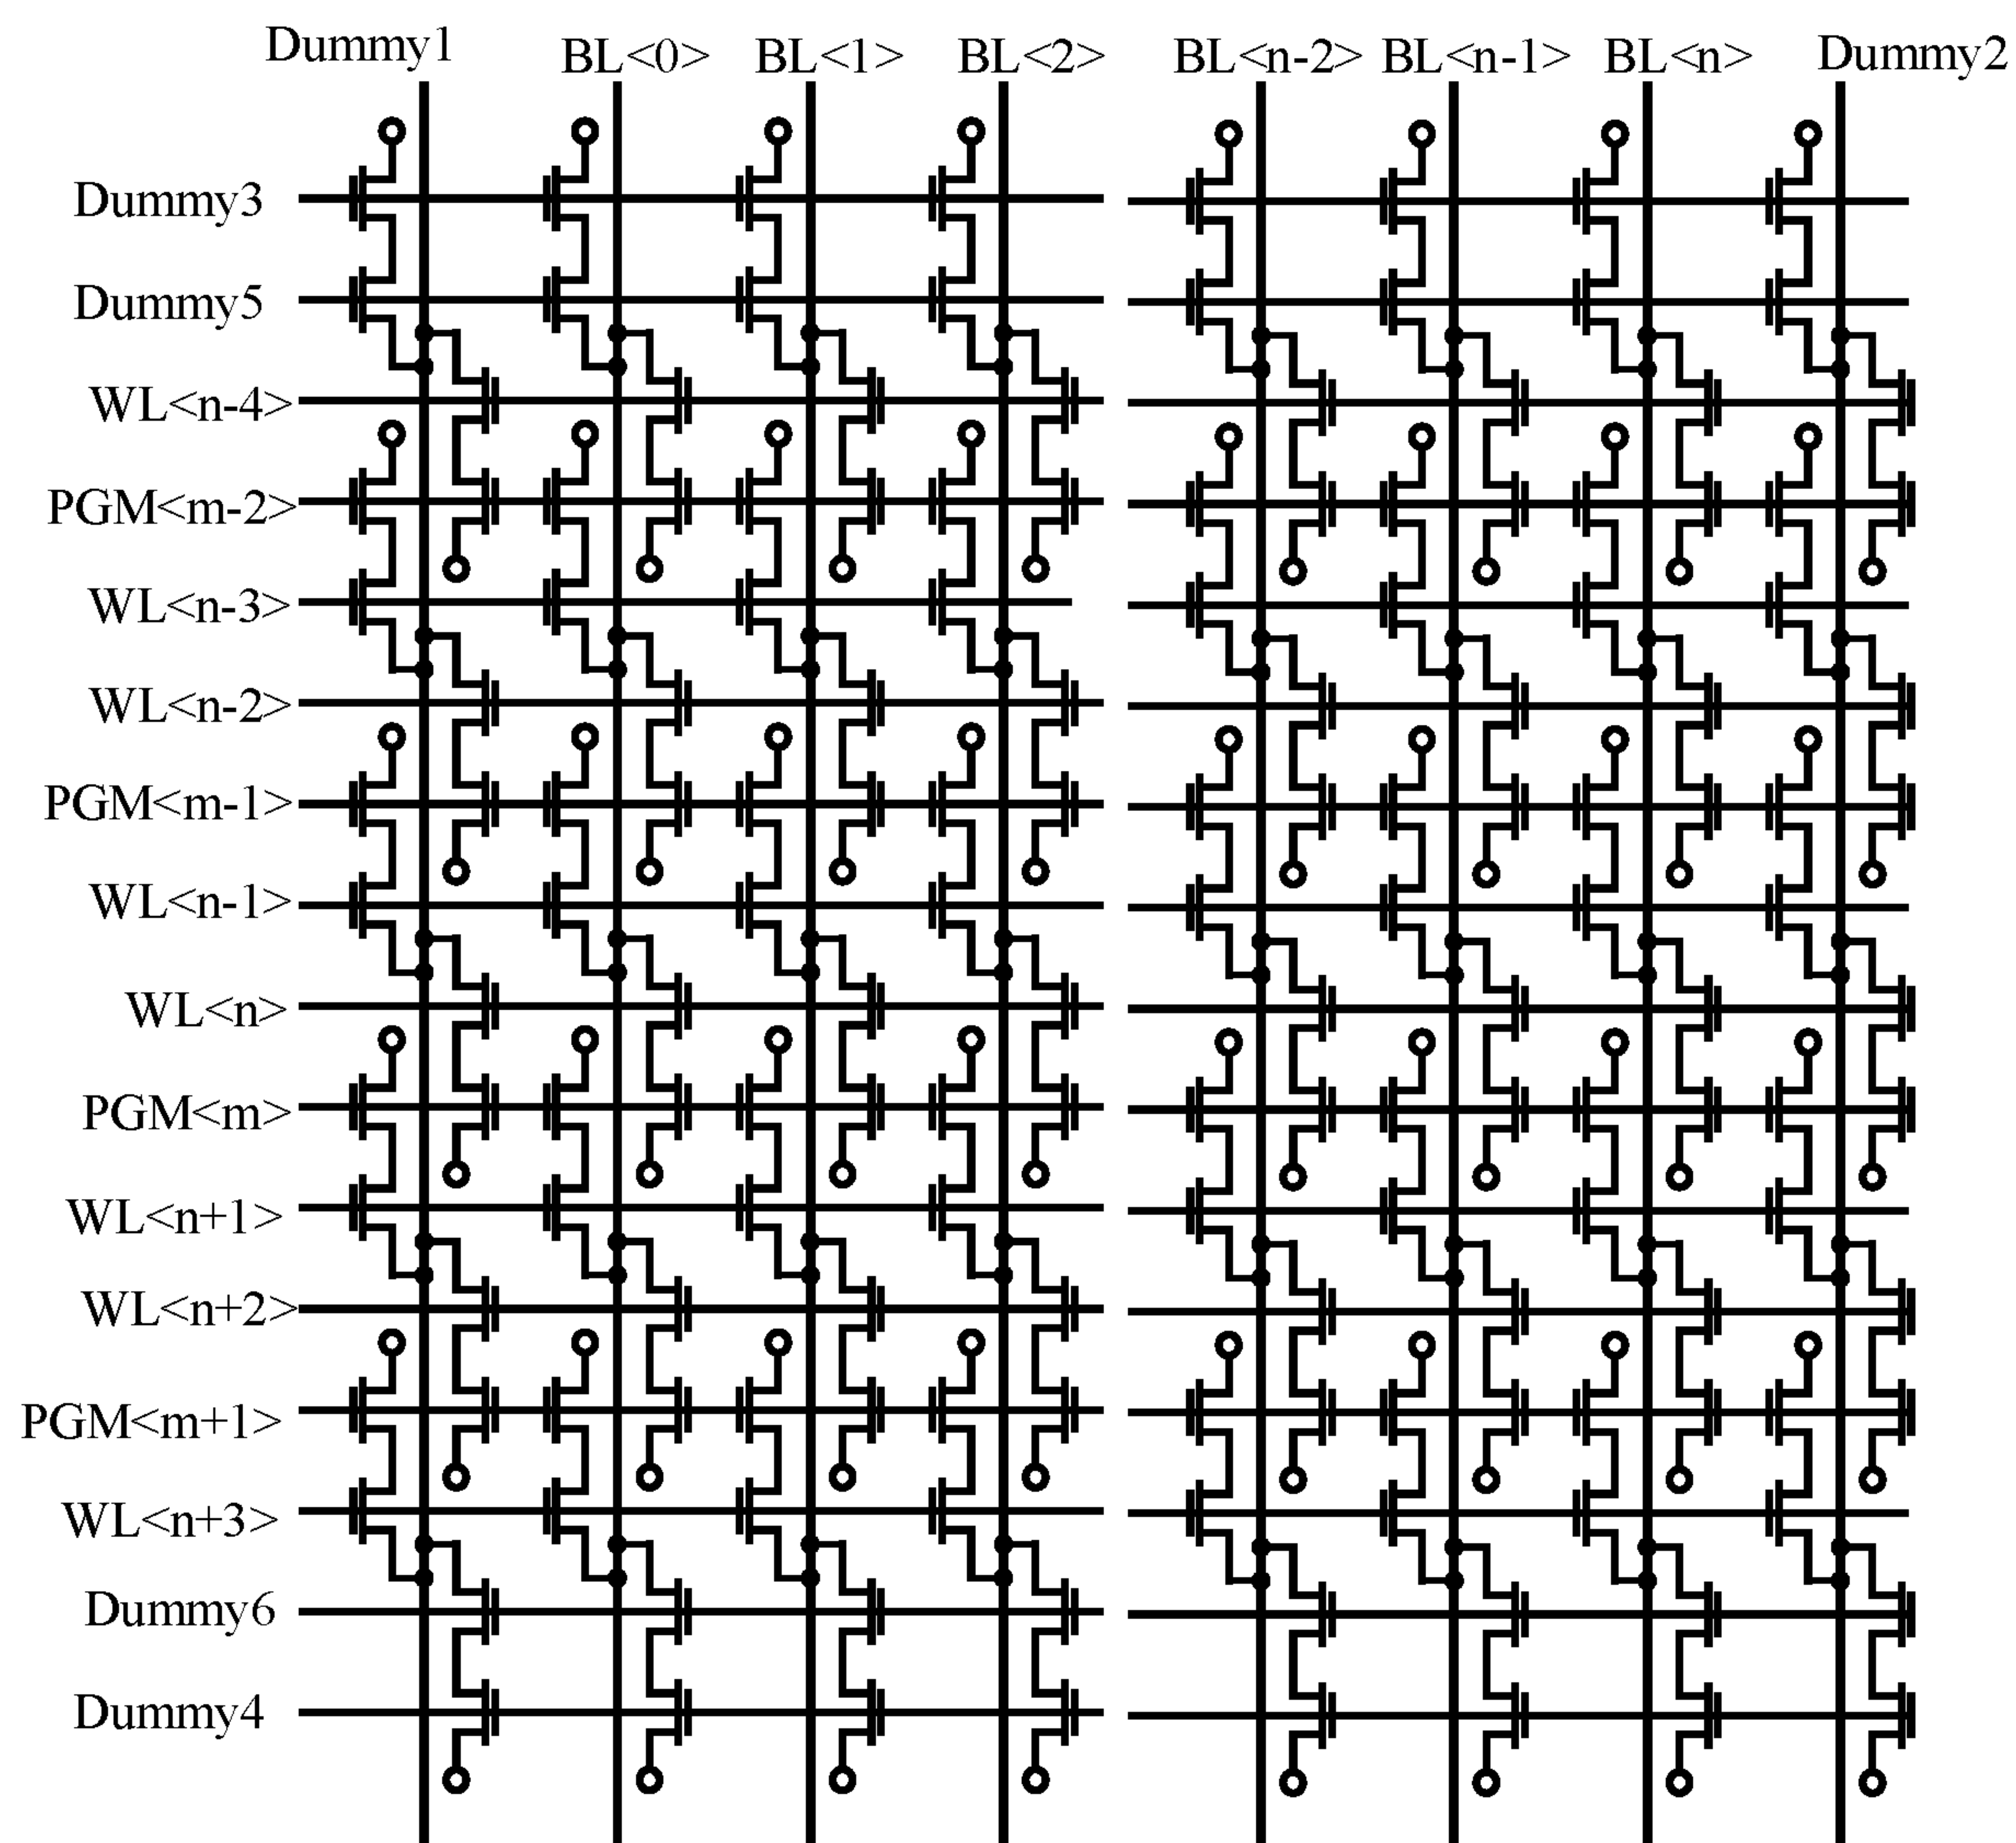 Dummy1 BL<0> BL<1> BL<2> BL<n-2> BL<n-1> BL<n> Dummy2
Dummy3
Dummy5
WL<n-4>
PGM<m-2>
WL<n-3>
WL<n-2>
PGM<m-1>
WL<n-1>
WL<n>
PGM<m>
WL<n+1>
WL<n+2>
PGM<m+1>
WL<n+3>
Dummy6
Dummy4